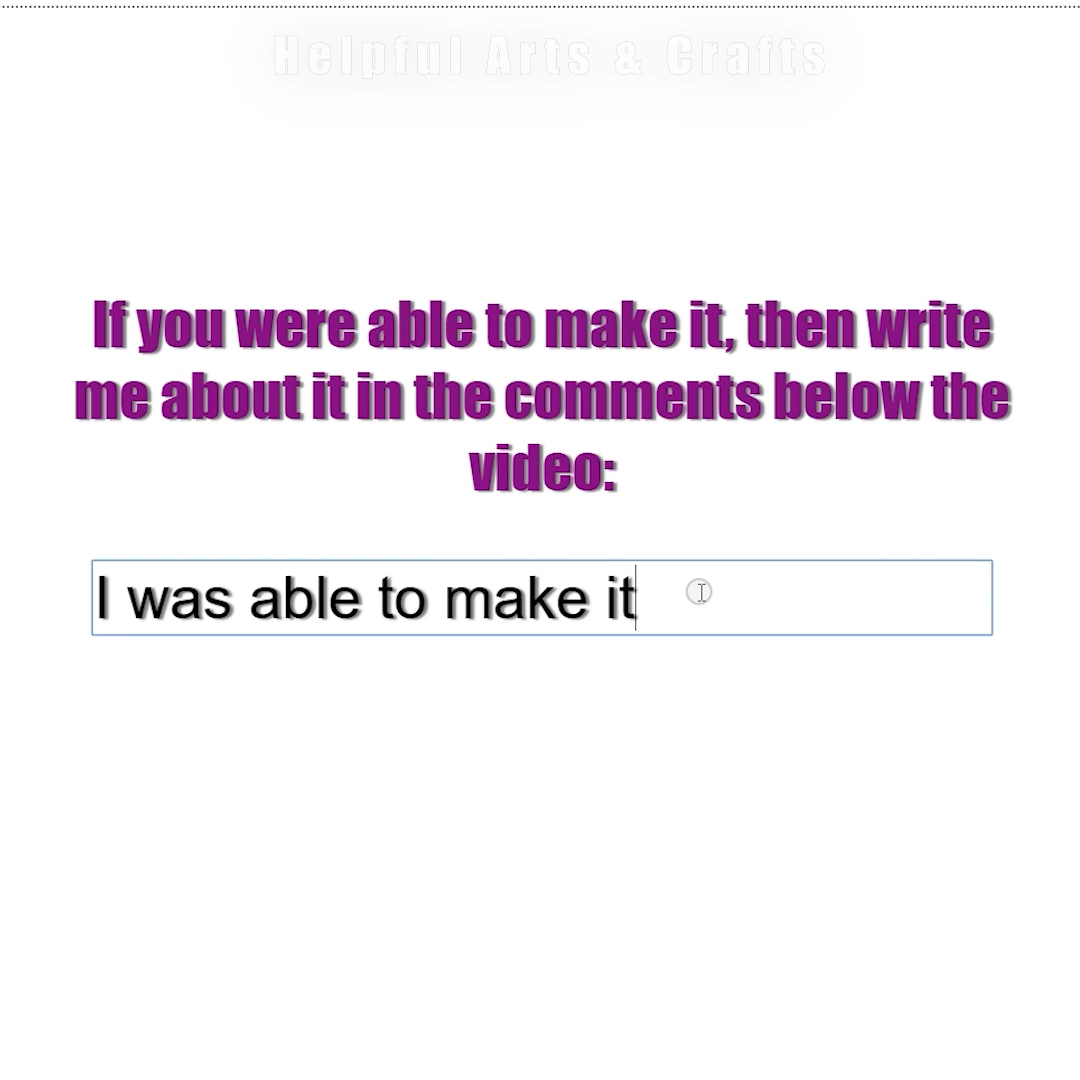 Helpful Arts & Crafts
If you were able to make it, then write
me about it in the comments below the
video:
I was able to make it